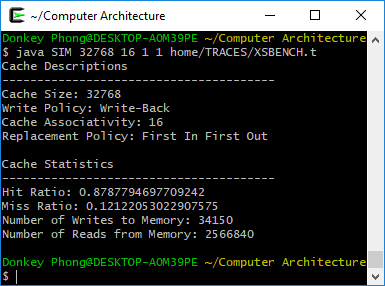 ~/Computer Architecture
Donkey Phong@DESKTOP-AOM39PE ~/Computer Architecture
$ java SIM 32768 16 1 1 home/TRACES/XSBENCH.t
Cache Descriptions
---------------------------------------
Cache Size: 32768
Write Policy: Write-Back
Cache Associativity: 16
Replacement Policy: First In First Out
Cache Statistics
---------------------------------------
Hit Ratio: 0.8787794697709242
Miss Ratio: 0.12122053022907575
Number of Writes to Memory: 34150
Number of Reads from Memory: 2566840
Donkey Phong@DESKTOP-AOM39PE ~/Computer Architecture
$